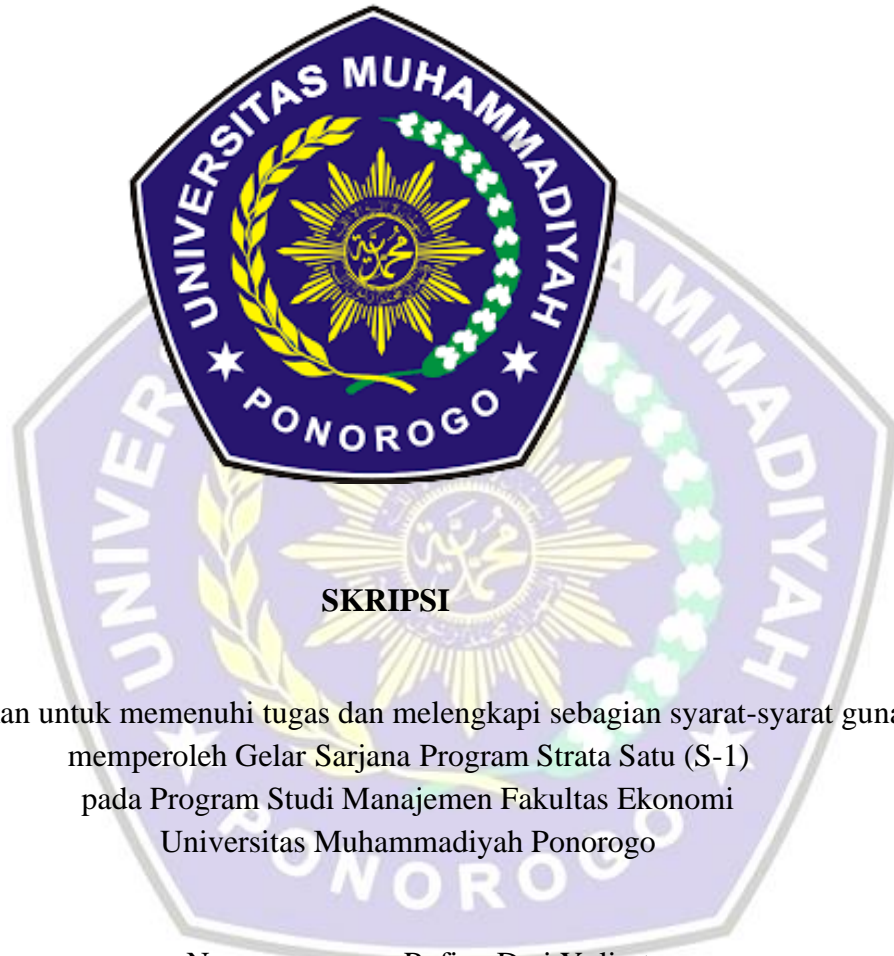 UNIVERSITAS MUHAMMADIYAH
PONOROGO
SKRIPSI
untuk memenuhi tugas dan melengkapi sebagian syarat-syarat guna
memperoleh Gelar Sarjana Program Strata Satu (S-1)
pada Program Studi Manajemen Fakultas Ekonomi
Universitas Muhammadiyah Ponorogo